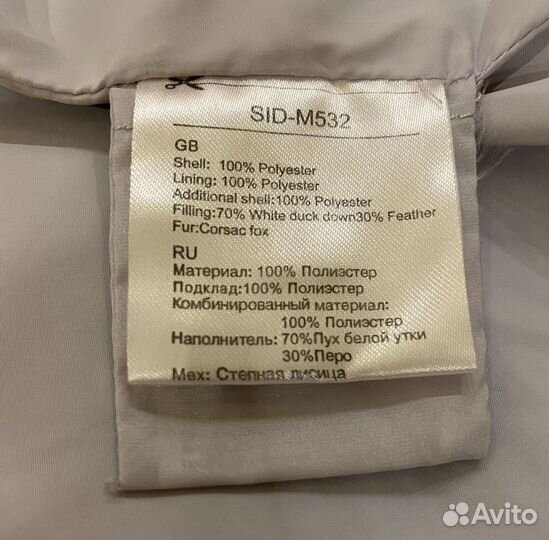 SID-M532
GB
Shell: 100% Polyester
Lining: 100% Polyester
Additional shell:100% Polyester
Filling:70% White duck down30% Feather
Fur:Corsac fox
RU
Материал: 100% Полиэстер
Подклад:100% Полиэстер
Комбинированный материал:
100% Полиэстер
Наполнитель: 70%Пух белой утки
30%Перо
Мех: Степная лисица
Avito